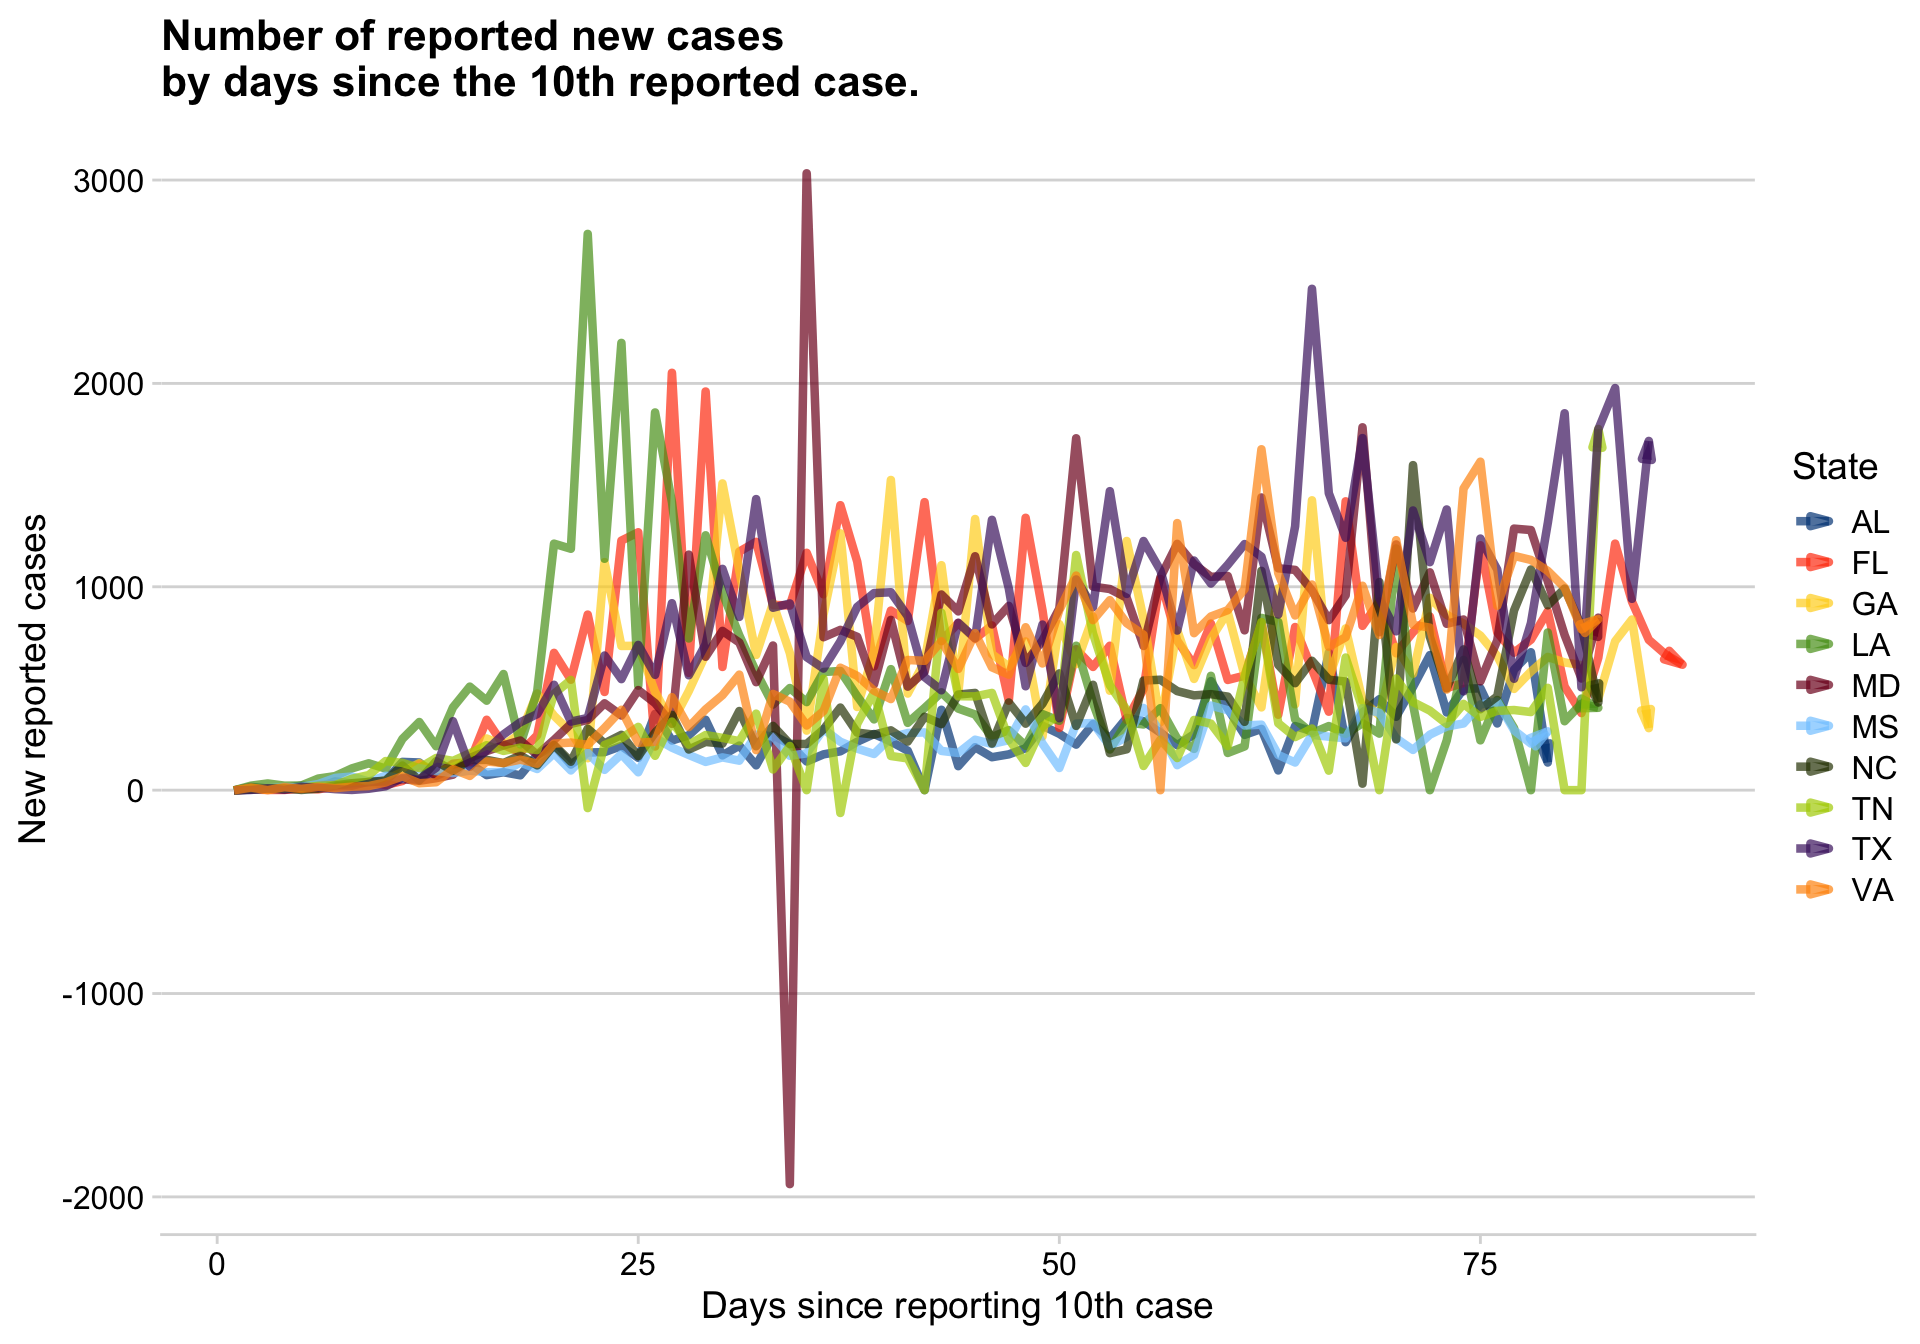 Number of reported new cases
by days since the 10th reported case.
3000
2000
1000
0
-1000
-2000
New reported cases
0
25
50
75
Days since reporting 10th case
State
AL
FL
GA
LA
MD
MS
NC
TN
TX
VA